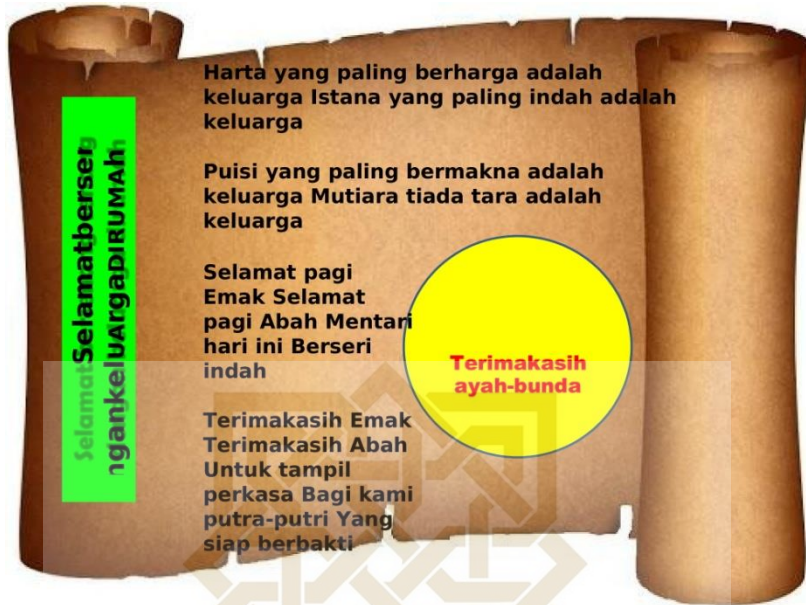 Harta yang paling berharga adalah
keluarga Istana yang paling indah adalah
keluarga
Puisi yang paling bermakna adalah
keluarga Mutiara tiada tara adalah
keluarga
Selamat pagi
Emak Selamat
pagi Abah Mentari
hari ini Berseri
indah
Terimakasih Emak
Terimakasih Abah
Untuk tampil
perkasa Bagi kami
putra-putri Yang
siap berbakti
Terimakasih
ayah-bunda